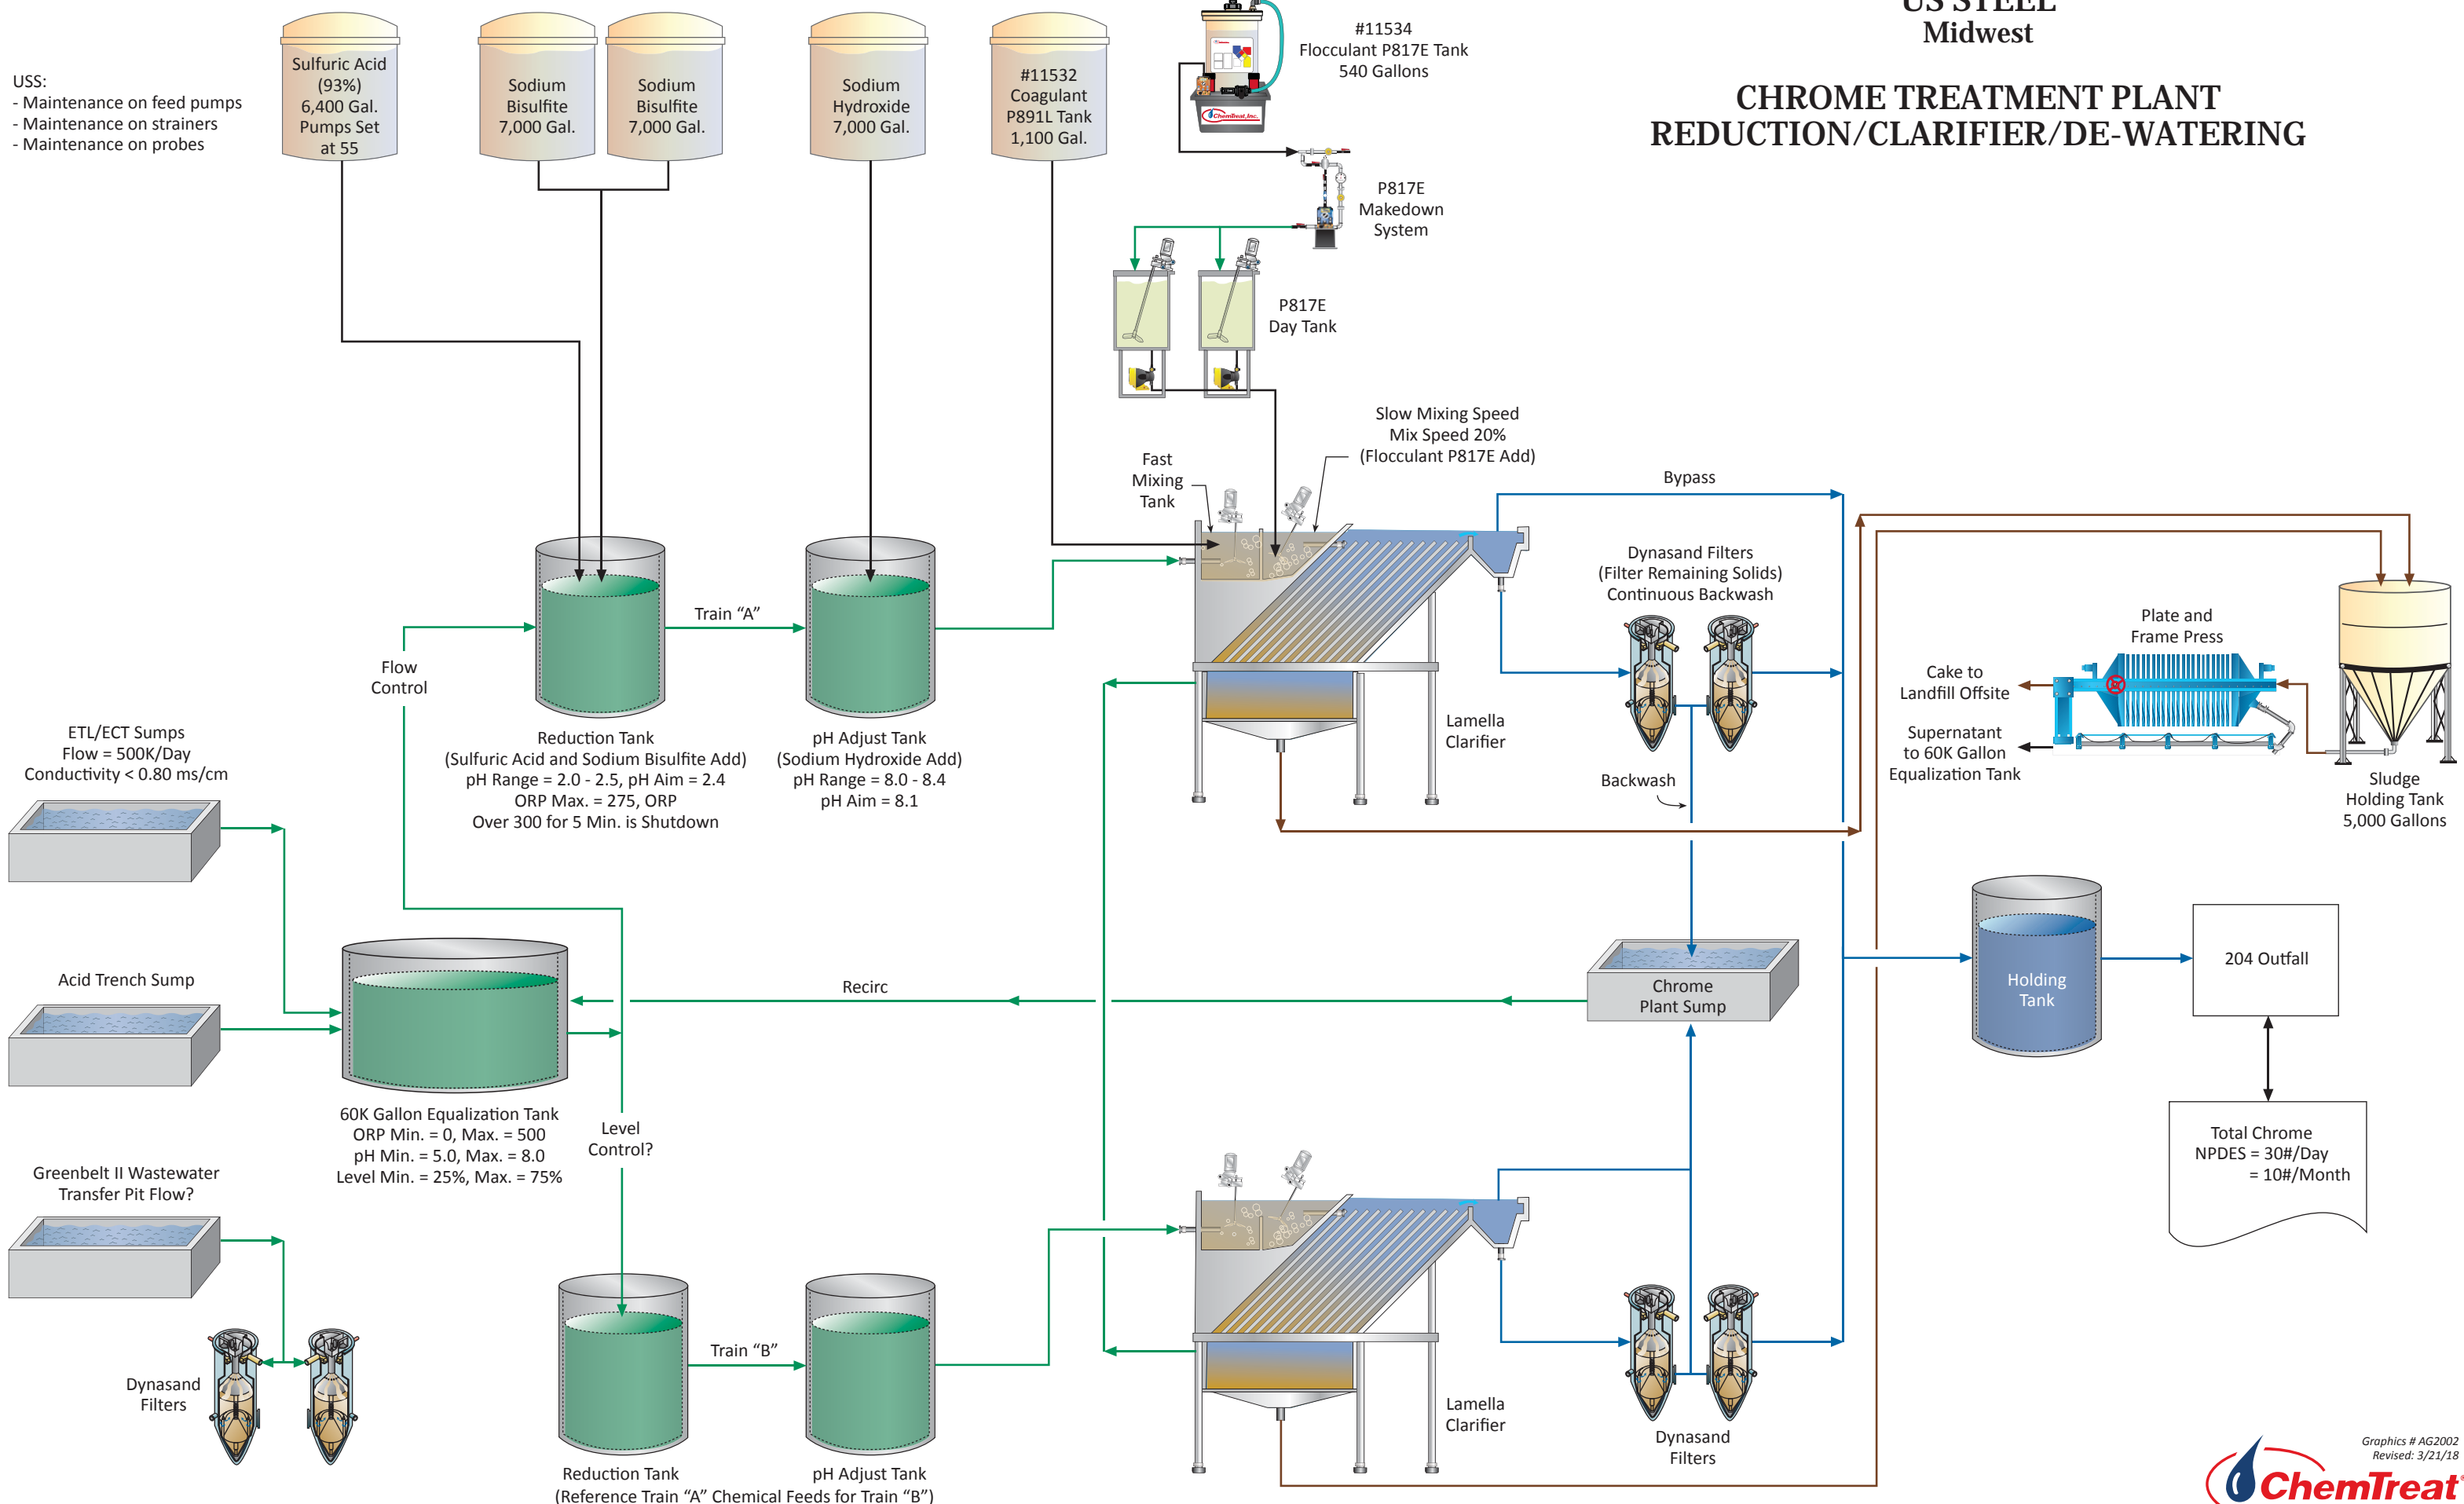 US STEEL
Midwest
CHROME TREATMENT PLANT
REDUCTION/CLARIFIER/DE-WATERING
USS:
- Maintenance on feed pumps
- Maintenance on strainers
- Maintenance on probes
Sulfuric Acid
(93%)
6,400 Gal.
Pumps Set
at 55
Sodium
Bisulfite
7,000 Gal.
Sodium
Bisulfite
7,000 Gal.
Sodium
Hydroxide
7,000 Gal.
#11532
Coagulant
P891L Tank
1,100 Gal.
ChemTreat, Inc.
#11534
Flocculant P817E Tank
540 Gallons
P817E
Makedown
System
P817E
Day Tank
Slow Mixing Speed
Mix Speed 20%
(Flocculant P817E Add)
Fast
Mixing
Tank
Bypass
Dynasand Filters
(Filter Remaining Solids)
Continuous Backwash
Plate and
Frame Press
Cake to
Landfill Offsite
Supernatant
to 60K Gallon
Equalization Tank
Sludge
Holding Tank
5,000 Gallons
Train “A”
Flow
Control
Reduction Tank
(Sulfuric Acid and Sodium Bisulfite Add)
pH Range = 2.0 - 2.5, pH Aim = 2.4
ORP Max. = 275, ORP
Over 300 for 5 Min. is Shutdown
pH Adjust Tank
(Sodium Hydroxide Add)
pH Range = 8.0 - 8.4
pH Aim = 8.1
Lamella
Clarifier
Backwash
ETL/ECT Sumps
Flow = 500K/Day
Conductivity < 0.80 ms/cm
Acid Trench Sump
Recirc
Chrome
Plant Sump
Holding
Tank
204 Outfall
60K Gallon Equalization Tank
ORP Min. = 0, Max. = 500
pH Min. = 5.0, Max. = 8.0
Level Min. = 25%, Max. = 75%
Level
Control?
Total Chrome
NPDES = 30#/Day
= 10#/Month
Greenbelt II Wastewater
Transfer Pit Flow?
Dynasand
Filters
Train “B”
Reduction Tank
pH Adjust Tank
(Reference Train “A” Chemical Feeds for Train “B”)
Lamella
Clarifier
Dynasand
Filters
Graphics # AG2002
Revised: 3/21/18
ChemTreat®